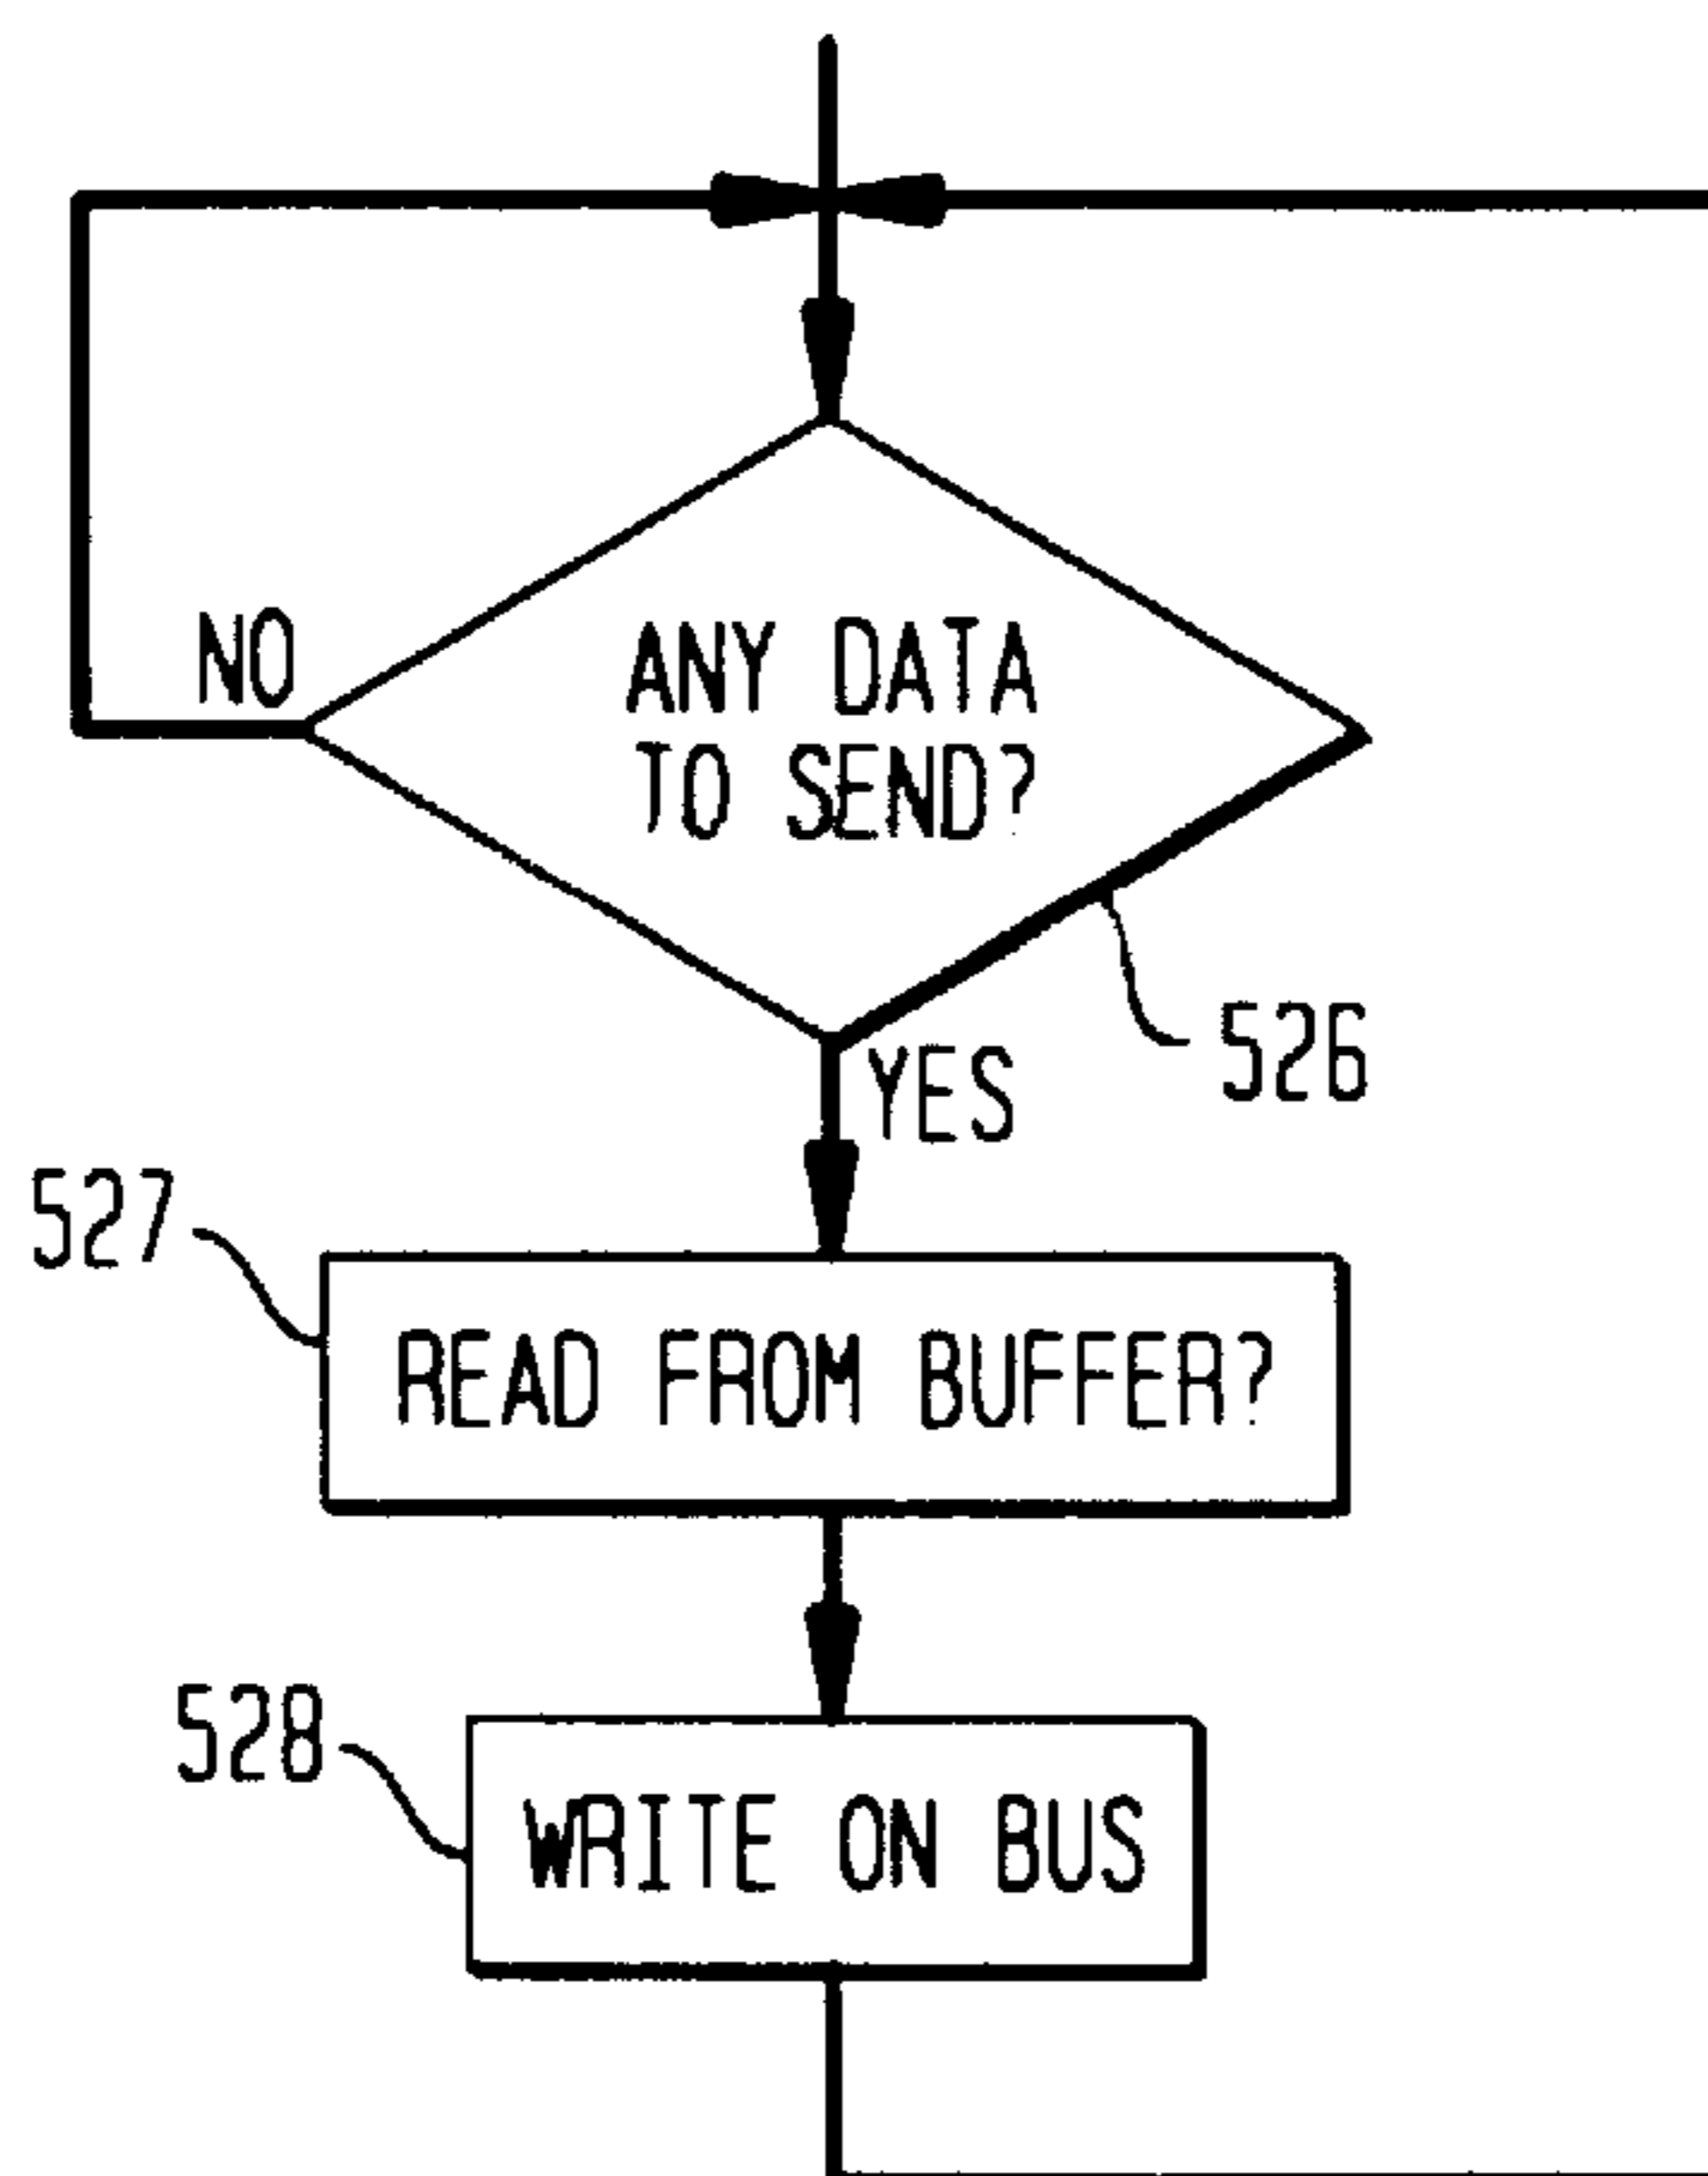 NO
ANY DATA
TO SEND?
526
YES
527
READ FROM BUFFER?
528
WRITE ON BUS